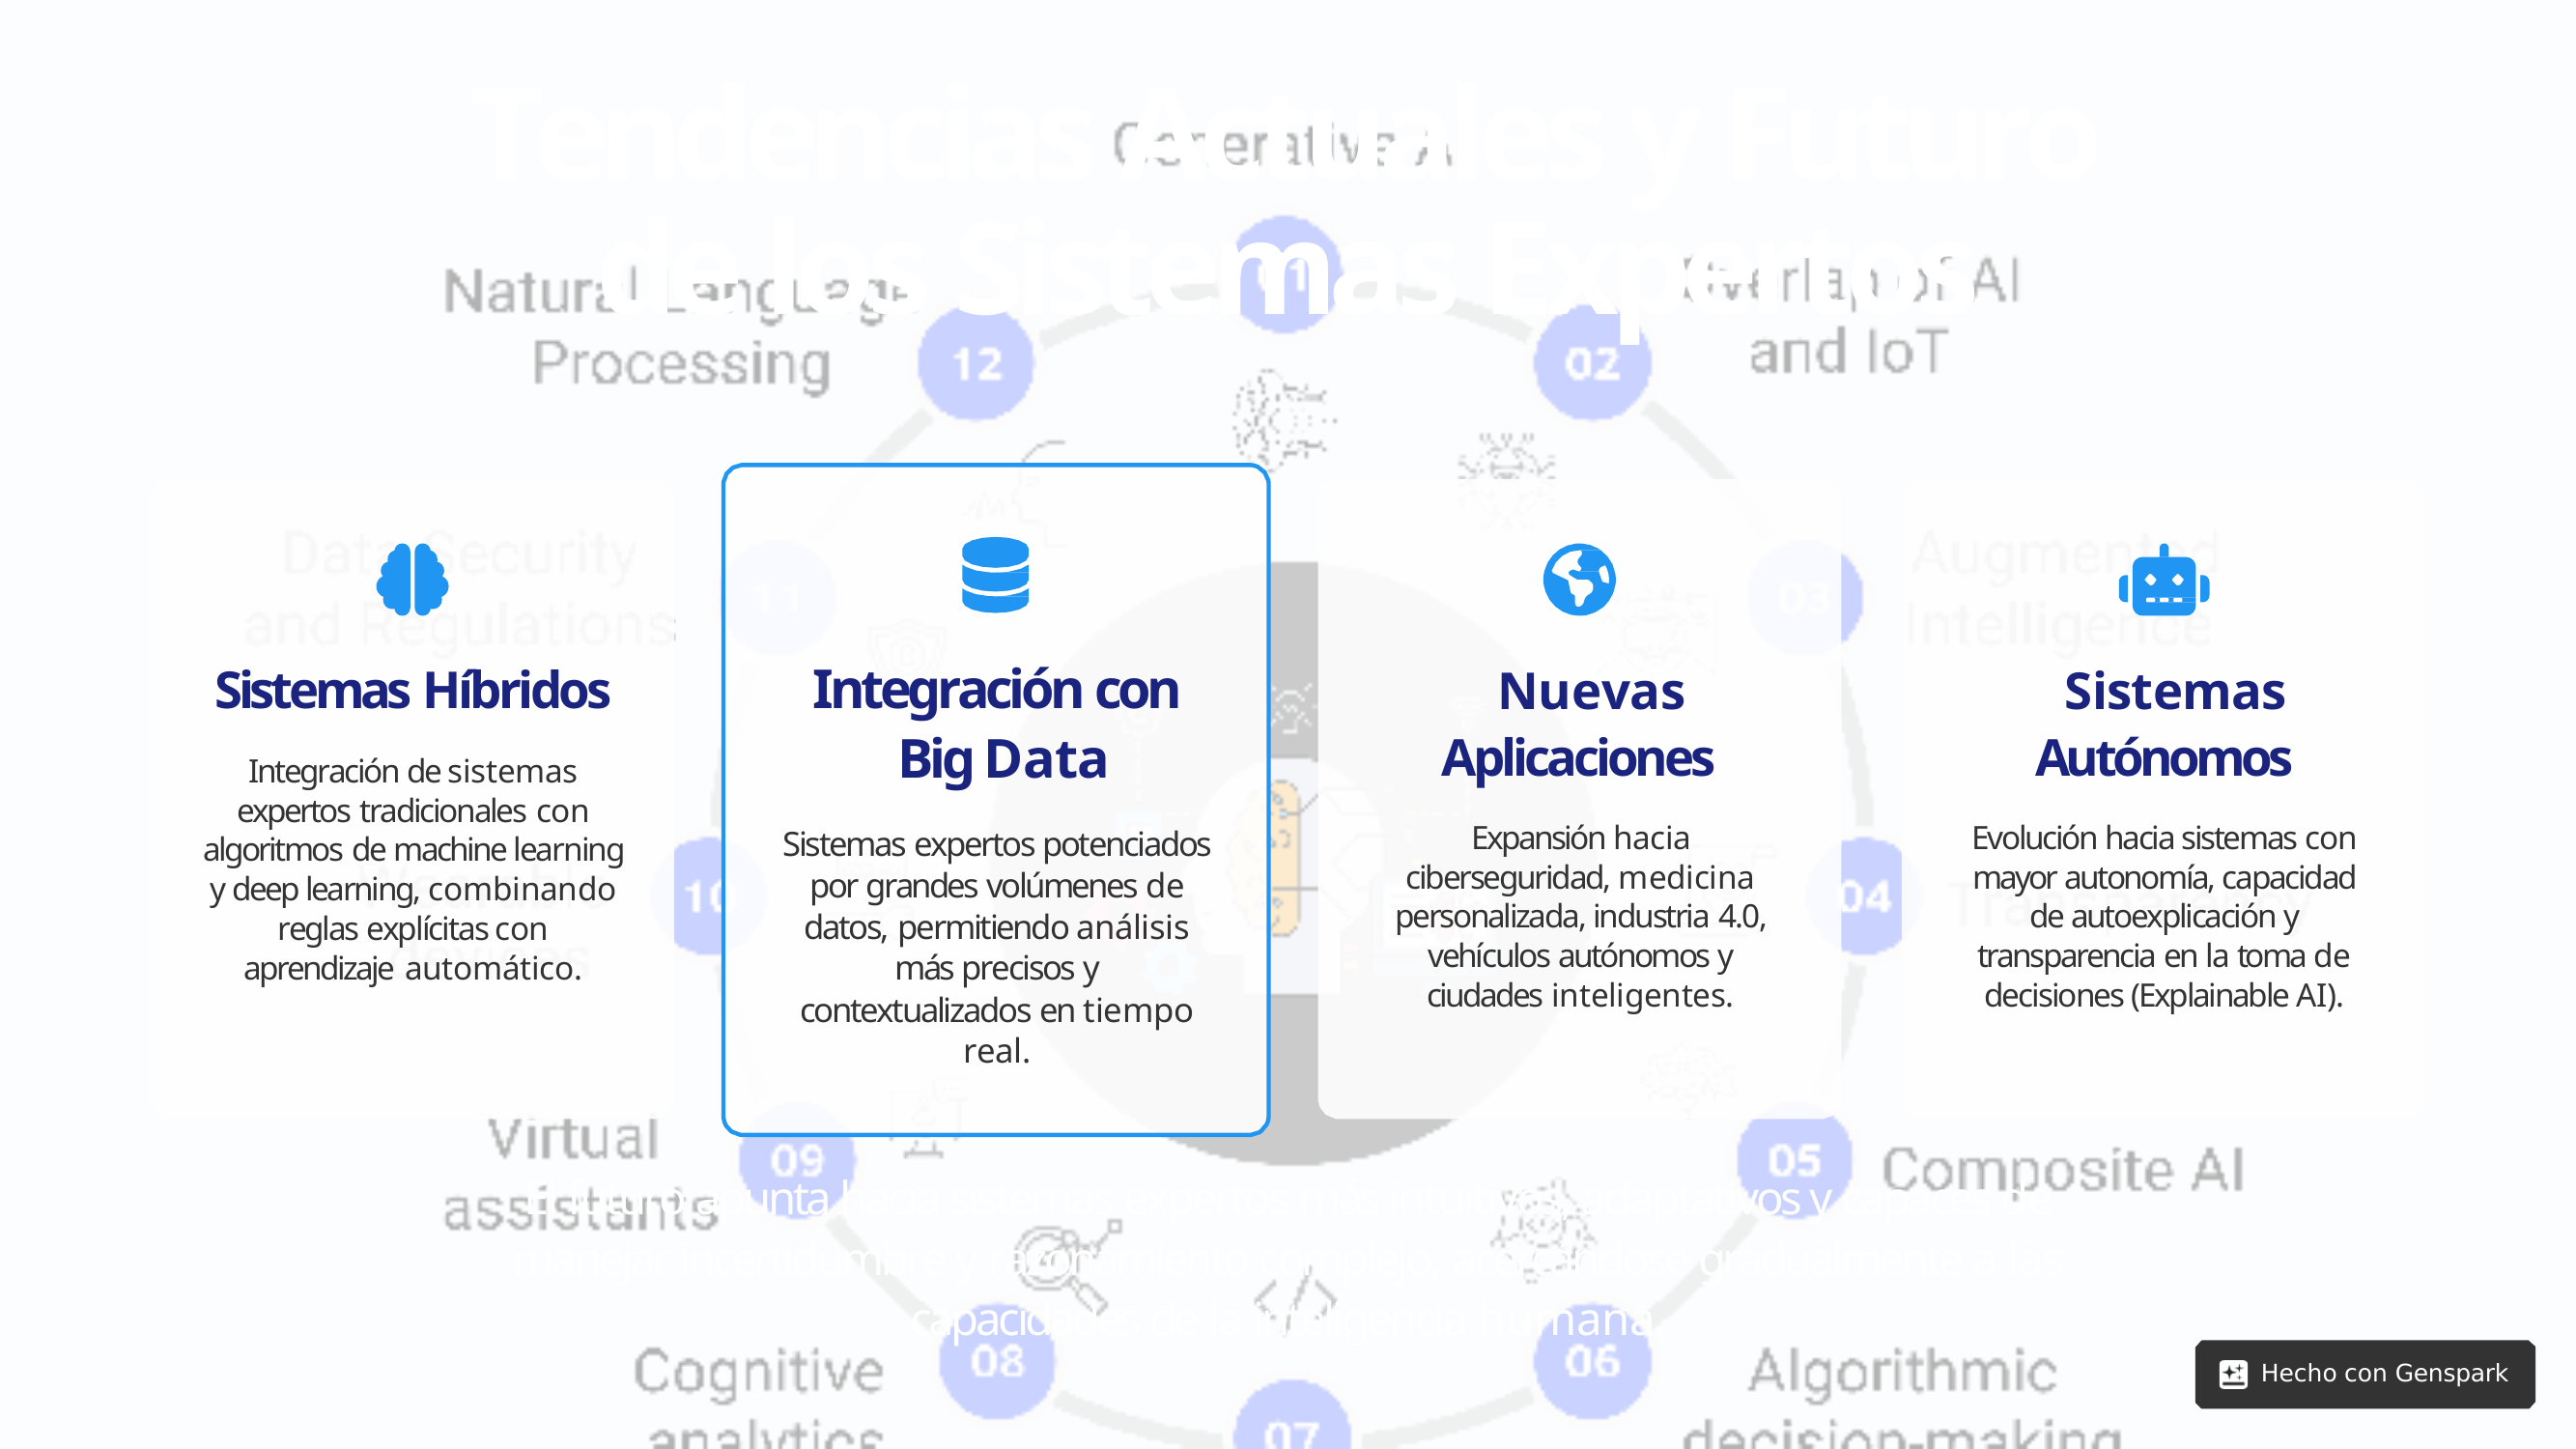 Tendencias Actuales y Futuro
de los Sistemas Expertos
Generative A
Natural Language
Processing
12
01
02
Overlap of AI
and IoT
Data Security
and Regulations
11
03
Augmented
Intelligence
Sistemas Híbridos
Integración de sistemas
expertos tradicionales con
algoritmos de machine learning
y deep learning, combinando
reglas explícitas con
aprendizaje automático.
10
Integración con
Big Data
Sistemas expertos potenciados
por grandes volúmenes de
datos, permitiendo análisis
más precisos y
contextualizados en tiempo
real.
Nuevas
Aplicaciones
Expansión hacia
ciberseguridad, medicina
personalizada, industria 4.0,
vehículos autónomos y
ciudades inteligentes.
04
Transparency
Sistemas
Autónomos
Evolución hacia sistemas con
mayor autonomía, capacidad
de autoexplicación y
transparencia en la toma de
decisiones (Explainable AI).
Virtual
assistants
09
05
Composite AI
El futuro apunta hacia sistemas expertos más intuitivos, adaptativos y capaces de
manejar incertidumbre y razonamiento complejo, acercándose gradualmente a las
capacidades de la inteligencia humana.
Cognitive
analytics
08
07
06
Algorithmic
decision-making
Hecho con Genspark